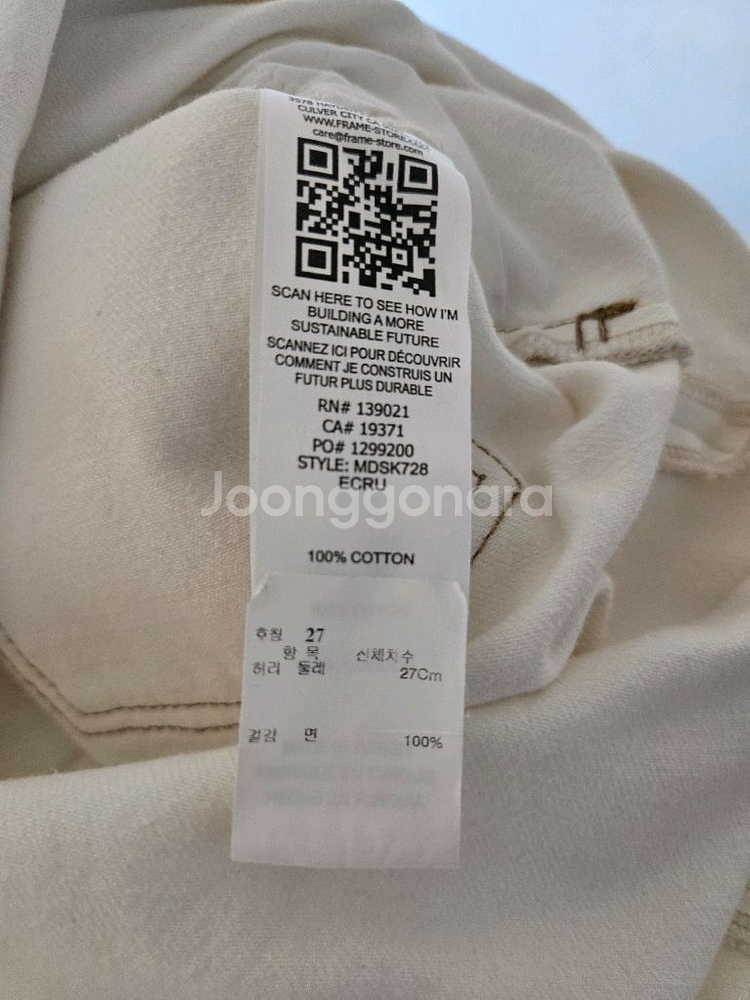 CULVER CITY CA
WWW.FRAME-STORE.COM
care@frame-store.com
SCAN HERE TO SEE HOW I'M
BUILDING A MORE
SUSTAINABLE FUTURE
SCANNEZ ICI POUR DÉCOUVRIR
COMMENT JE CONSTRUIS UN
FUTUR PLUS DURABLE
RN# 139021
CA# 19371
PO# 1299200
STYLE: MDSK728
ECRU
Joonggonara
100% COTTON
호칭 27
항 목 신체치수
허리 둘레 27Cm
겉감 면 100%